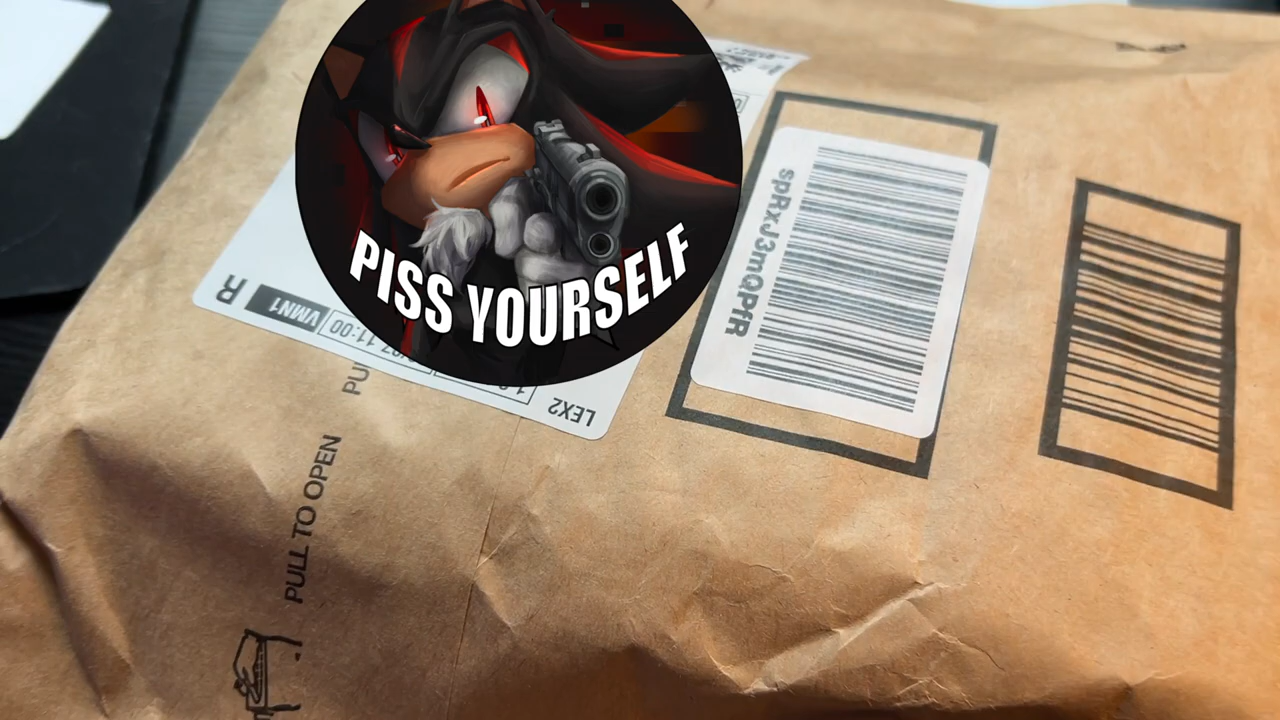 PISS YOURSELF
spRxJ3mQPfR
R
VMN1
11:00
LEX2
PULL TO OPEN